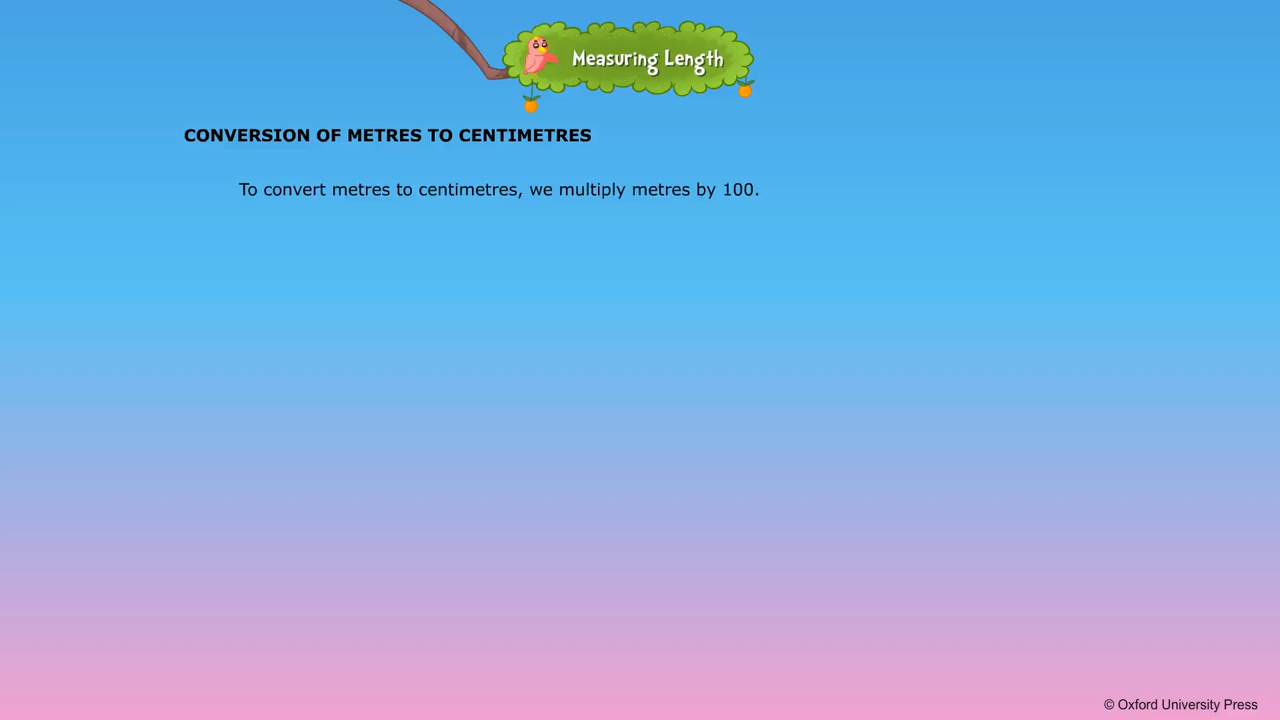 Measuring Length
CONVERSION OF METRES TO CENTIMETRES
To convert metres to centimetres, we multiply metres by 100.
© Oxford University Press